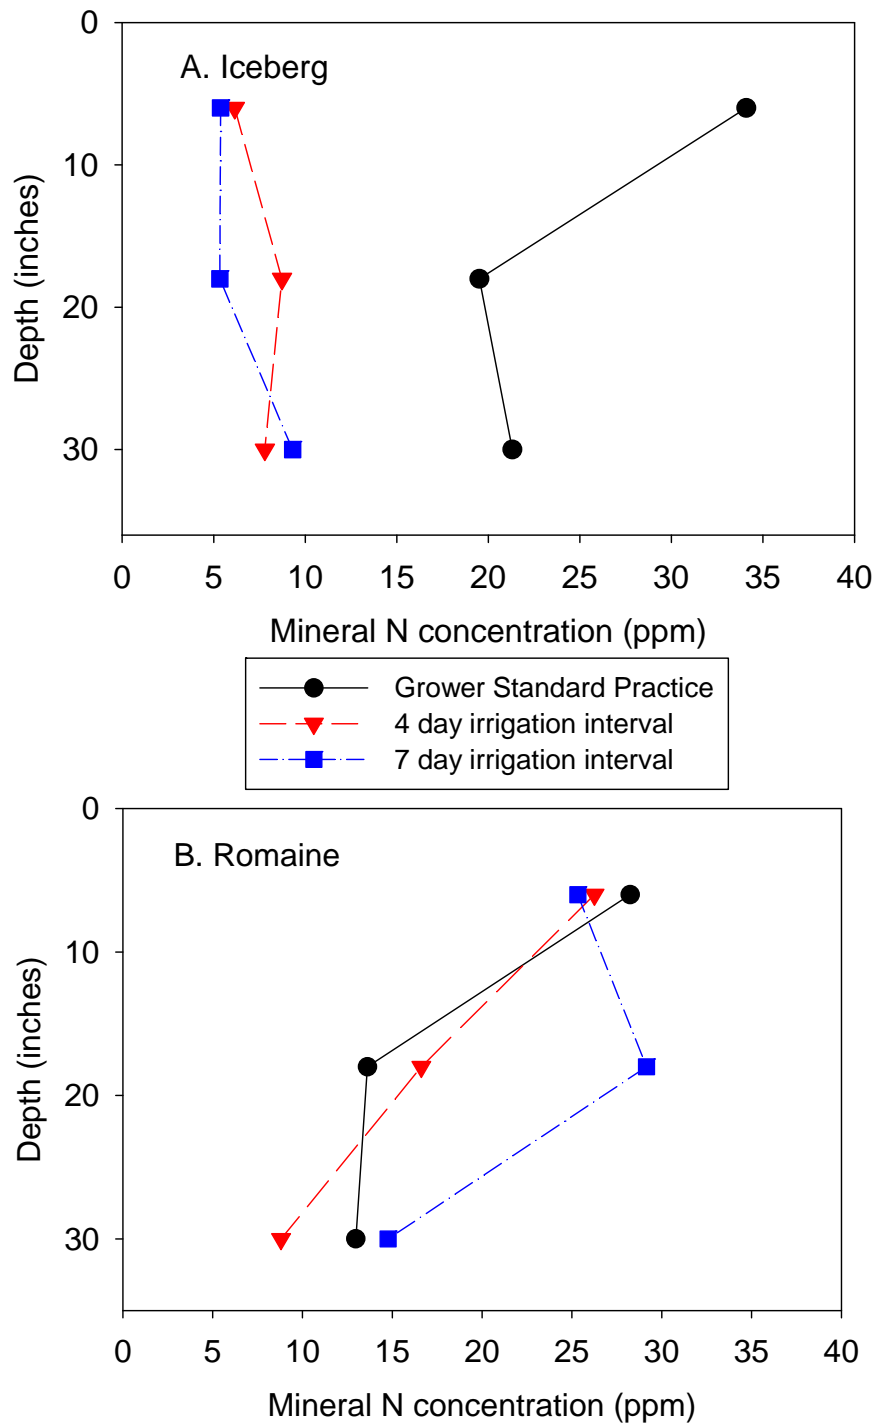 A. Iceberg
Depth (inches)
0
10
20
30
0 5 10 15 20 25 30 35 40
Mineral N concentration (ppm)
Grower Standard Practice
4 day irrigation interval
7 day irrigation interval
B. Romaine
Depth (inches)
0
10
20
30
0 5 10 15 20 25 30 35 40
Mineral N concentration (ppm)